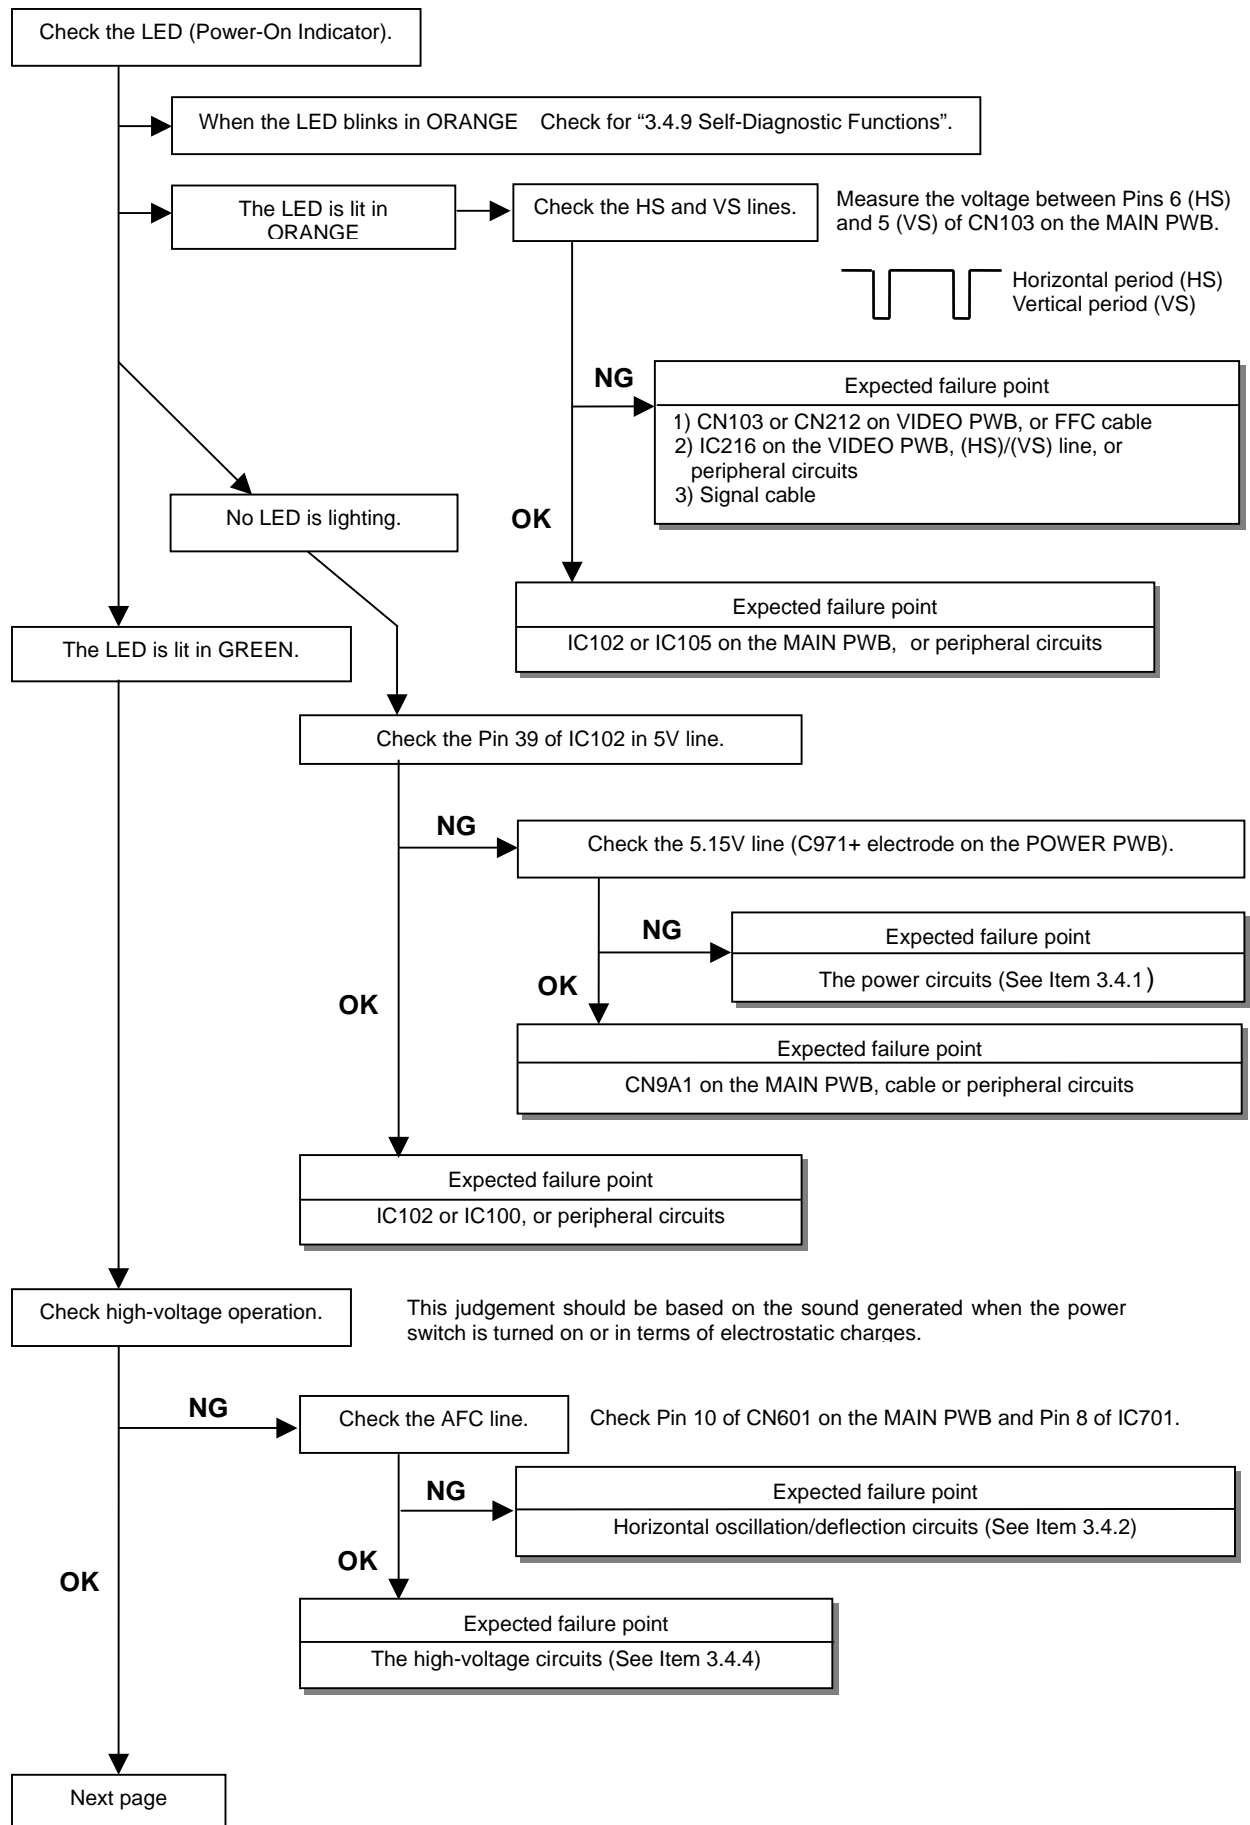 Check the LED (Power-On Indicator).
When the LED blinks in ORANGE    Check for “3.4.9 Self-Diagnostic Functions”.
The LED is lit in
ORANGE
Check the HS and VS lines.
Measure the voltage between Pins 6 (HS)
and 5 (VS) of CN103 on the MAIN PWB.
Horizontal period (HS)
Vertical period (VS)
NG
Expected failure point
1) CN103 or CN212 on VIDEO PWB, or FFC cable
2) IC216 on the VIDEO PWB, (HS)/(VS) line, or
peripheral circuits
3) Signal cable
No LED is lighting.
OK
Expected failure point
IC102 or IC105 on the MAIN PWB,  or peripheral circuits
The LED is lit in GREEN.
Check the Pin 39 of IC102 in 5V line.
NG
Check the 5.15V line (C971+ electrode on the POWER PWB).
NG
Expected failure point
The power circuits (See Item 3.4.1)
OK
OK
Expected failure point
CN9A1 on the MAIN PWB, cable or peripheral circuits
Expected failure point
IC102 or IC100, or peripheral circuits
Check high-voltage operation.
This judgement should be based on the sound generated when the power
switch is turned on or in terms of electrostatic charges.
NG
Check the AFC line.
Check Pin 10 of CN601 on the MAIN PWB and Pin 8 of IC701.
NG
Expected failure point
Horizontal oscillation/deflection circuits (See Item 3.4.2)
OK
OK
Expected failure point
The high-voltage circuits (See Item 3.4.4)
Next page